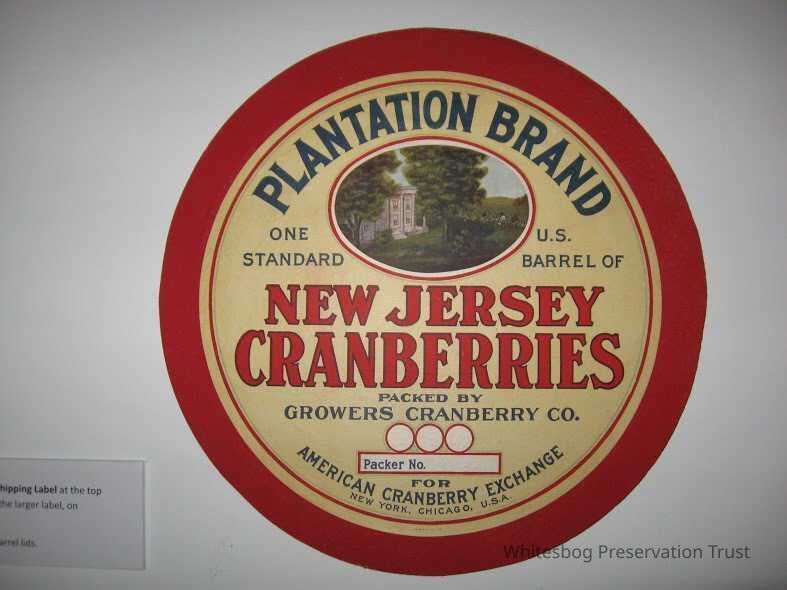 PLANTATION BRAND
ONE
STANDARD
U.S.
BARREL OF
NEW JERSEY
CRANBERRIES
PACKED BY
GROWERS CRANBERRY CO.
Packer No.
FOR
AMERICAN CRANBERRY EXCHANGE
NEW YORK, CHICAGO, U.S.A.
hipping Label at the top
the larger label, on
arrel lids.
Whitesbog Preservation Trust